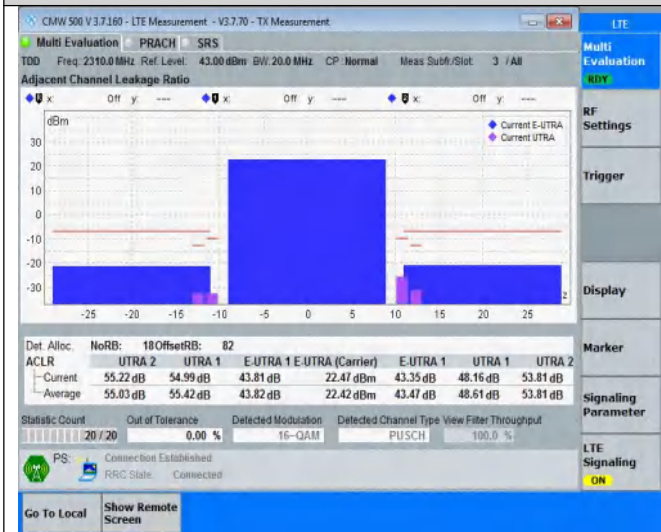 CMW 500 V 3.7.160 - LTE Measurement - V3.7.70 - TX Measurement
LTE
Multi Evaluation PRACH SRS
TDD Freq: 2310.0 MHz Ref. Level: 43.00 dBm BW: 20.0 MHz CP Normal Meas Subfr./Slot: 3 / All
Adjacent Channel Leakage Ratio
x: Off y: --- x: Off y: --- x: Off y: ---
dBm
Current E-UTRA
Current UTRA
30
20
10
0
-10
-20
-30
z
-25 -20 -15 -10 -5 0 5 10 15 20 25
Det. Alloc. NoRB: 18 OffsetRB: 82
ACLR UTRA 2 UTRA 1 E-UTRA 1 E-UTRA (Carrier) E-UTRA 1 UTRA 1 UTRA 2
Current 55.22 dB 54.99 dB 43.81 dB 22.47 dBm 43.35 dB 48.16 dB 53.81 dB
Average 55.03 dB 55.42 dB 43.82 dB 22.42 dBm 43.47 dB 48.61 dB 53.81 dB
Statistic Count Out of Tolerance Detected Modulation Detected Channel Type View Filter Throughput
20 / 20 0.00 % 16-QAM PUSCH 100.0 %
PS: Connection Established
RRC State: Connected
Multi
Evaluation
RDY
RF
Settings
Trigger
Display
Marker
Signaling
Parameter
LTE
Signaling
ON
Go To Local
Show Remote
Screen